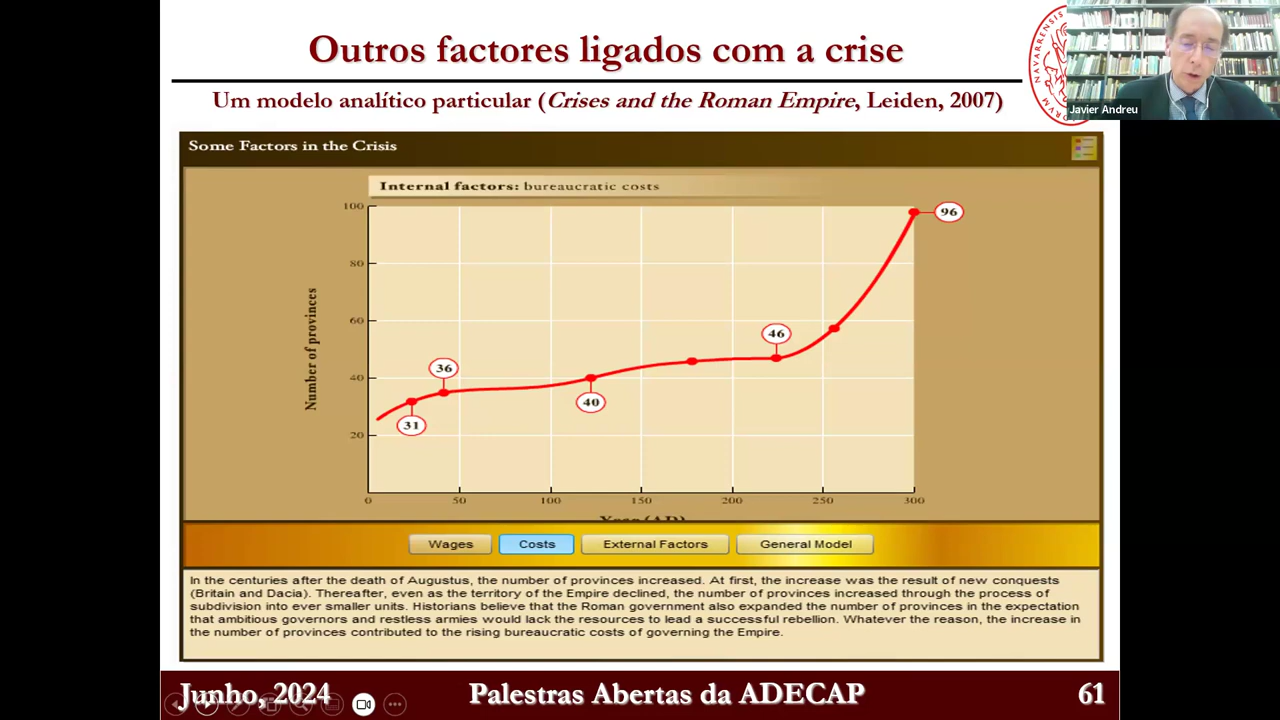 Outros factores ligados com a crise
Um modelo analítico particular (Crises and the Roman Empire, Leiden, 2007)
NAVARRENSIS
Javier Andreu
Some Factors in the Crisis
Internal factors: bureaucratic costs
100
80
60
40
20
Number of provinces
31
36
40
46
96
0 50 100 150 200 250 300
Year (AD)
Wages Costs External Factors General Model
In the centuries after the death of Augustus, the number of provinces increased. At first, the increase was the result of new conquests
(Britain and Dacia). Thereafter, even as the territory of the Empire declined, the number of provinces increased through the process of
subdivision into ever smaller units. Historians believe that the Roman government also expanded the number of provinces in the expectation
that ambitious governors and restless armies would lack the resources to lead a successful rebellion. Whatever the reason, the increase in
the number of provinces contributed to the rising bureaucratic costs of governing the Empire.
Junho, 2024 Palestras Abertas da ADECAP 61